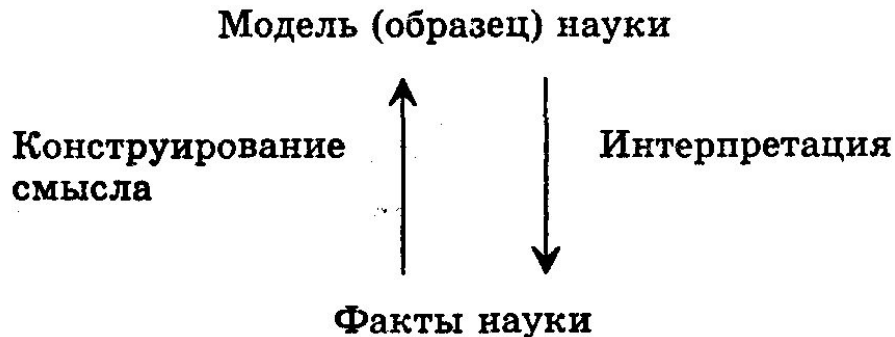 Модель (образец) науки
Конструирование
смысла
Интерпретация
Факты науки